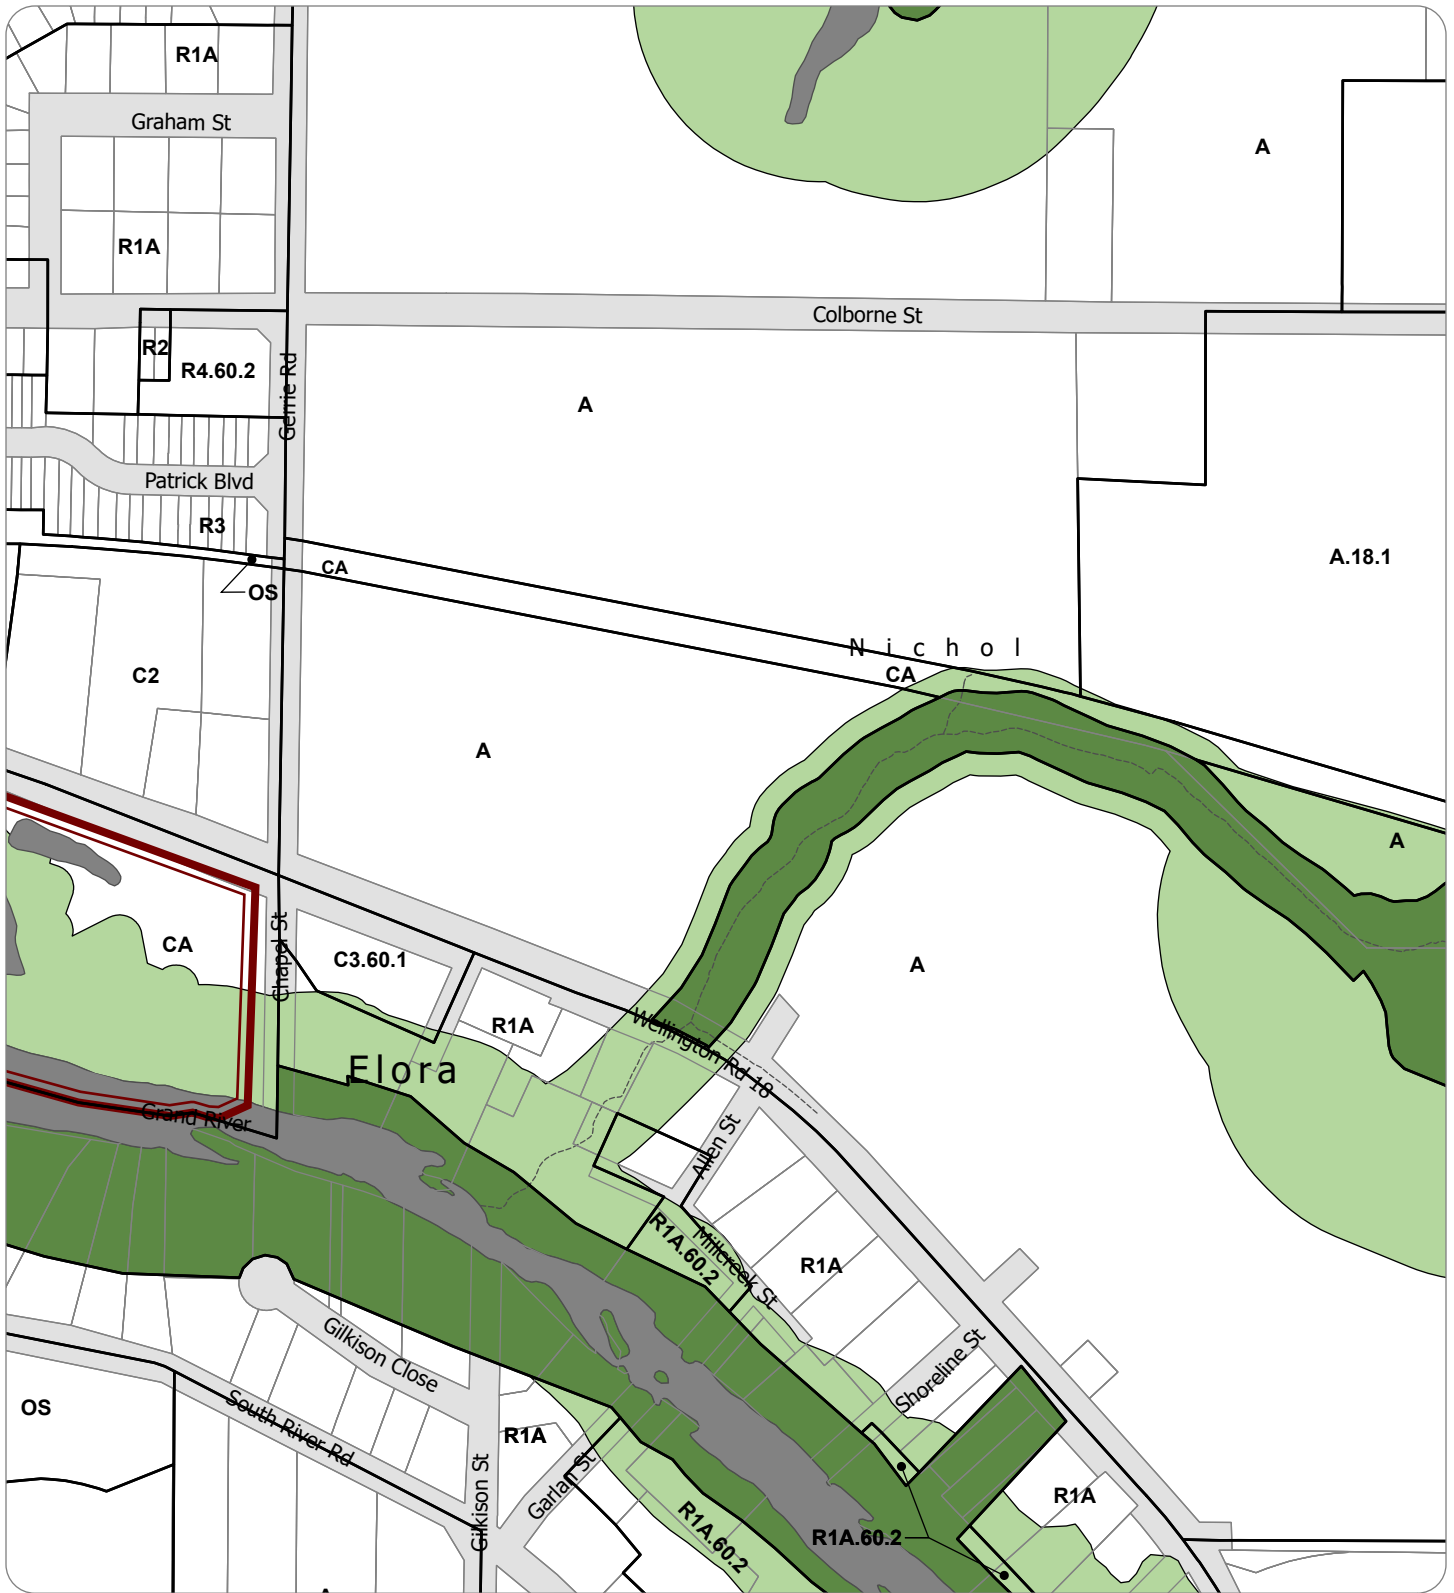 R1A
Graham St
A
R1A
Colborne St
R2
R4.60.2
Gerrie Rd
A
Patrick Blvd
R3
A.18.1
CA
OS
Nichol
CA
C2
A
A
CA
Chapel St
C3.60.1
A
R1A
Wellington Rd 18
Elora
Grand River
Allen St
R1A.60.2
Millcreek St
R1A
Gilkison Close
Shoreline St
South River Rd
OS
R1A
Garlan St
Gilkison St
R1A
R1A.60.2
R1A.60.2